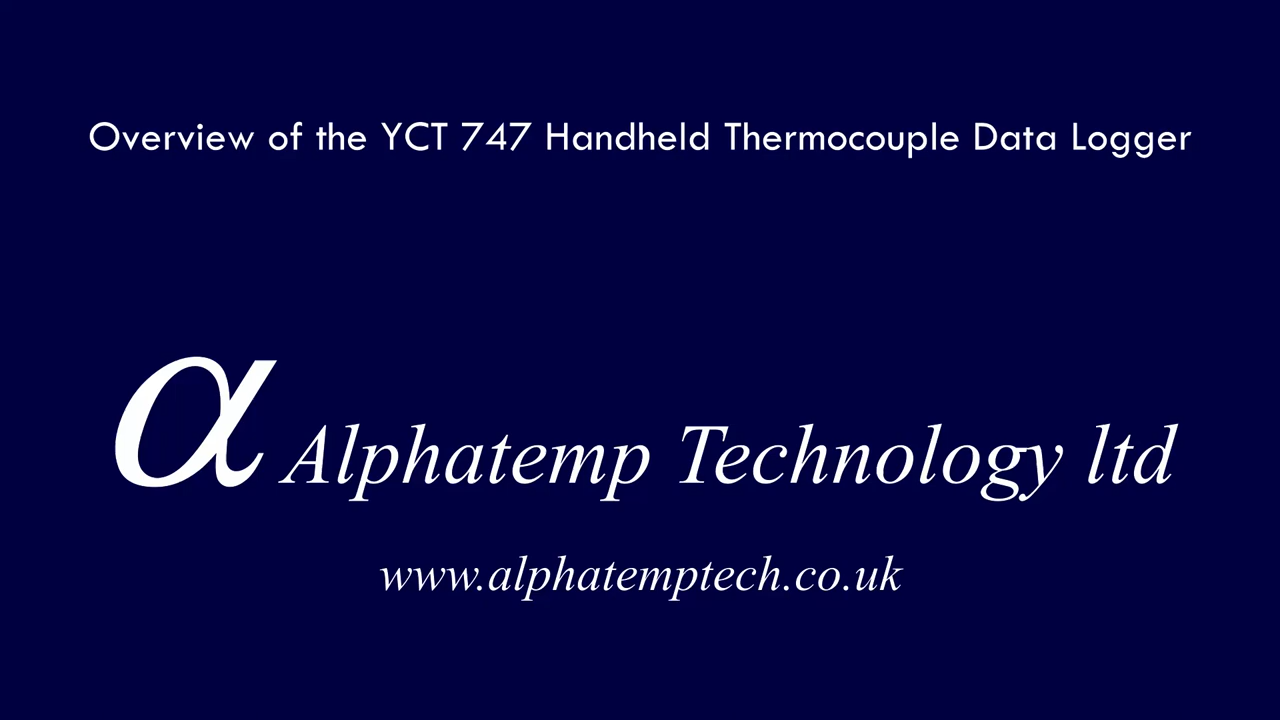 Overview of the YCT 747 Handheld Thermocouple Data Logger
α Alphatemp Technology ltd
www.alphatemptech.co.uk